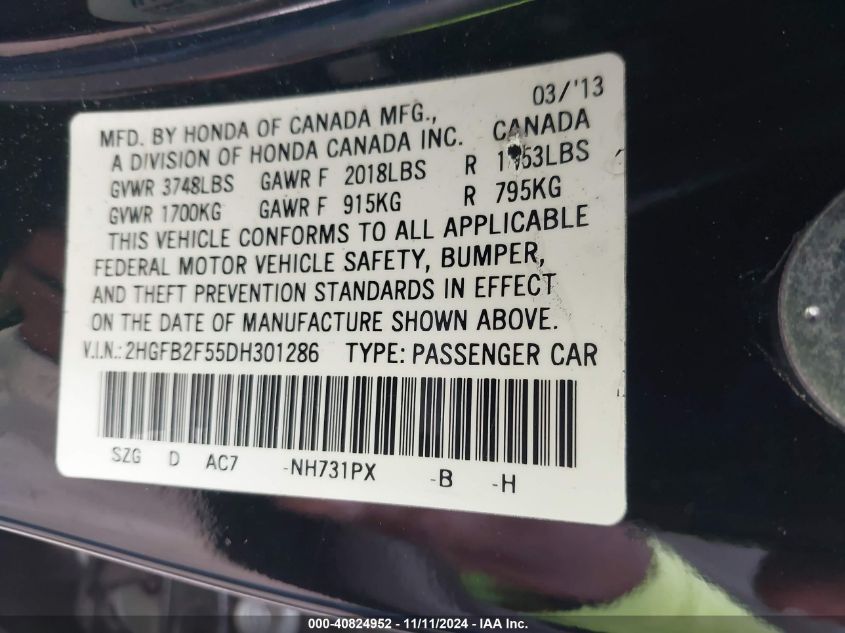 03/'13
MFD. BY HONDA OF CANADA MFG., CANADA
A DIVISION OF HONDA CANADA INC.
GVWR 3748LBS GAWR F 2018LBS R
GVWR 1700KG GAWR F 915KG R 795KG
THIS VEHICLE CONFORMS TO ALL APPLICABLE
FEDERAL MOTOR VEHICLE SAFETY, BUMPER,
AND THEFT PREVENTION STANDARDS IN EFFECT
ON THE DATE OF MANUFACTURE SHOWN ABOVE.
V.I.N.: 2HGFB2F55DH301286 TYPE: PASSENGER CAR
SZG D AC7 -NH731PX -B -H
000-40824952 - 11/11/2024 - IAA Inc.